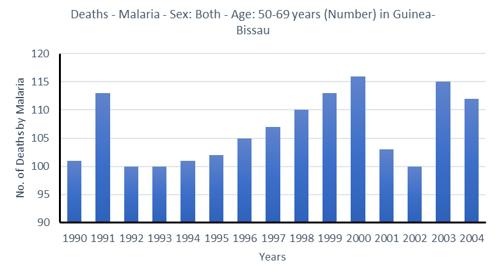 Deaths - Malaria - Sex: Both - Age: 50-69 years (Number) in Guinea-
Bissau
No. of Deaths by Malaria
120
115
110
105
100
95
90
1990 1991 1992 1993 1994 1995 1996 1997 1998 1999 2000 2001 2002 2003 2004
Years